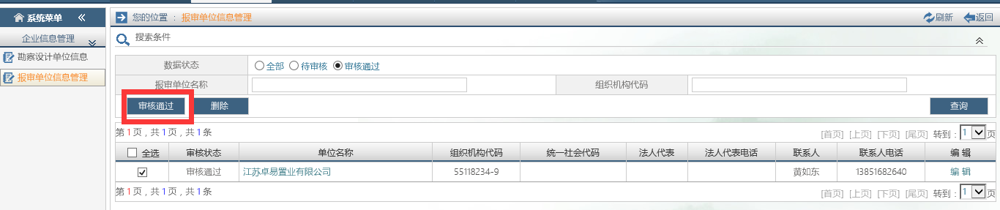 系统菜单
企业信息管理
勘察设计单位信息
报审单位信息管理
您的位置 ： 报审单位信息管理
刷新 返回
搜索条件
数据状态 全部 待审核 审核通过
报审单位名称 组织机构代码
审核通过 删除 查询
第 1 页，共 1 页，共 1 条 [首页] [上页] [下页] [尾页] 转到： 1 页
全选 审核状态 单位名称 组织机构代码 统一社会代码 法人代表 法人代表电话 联系人 联系人电话 编 辑
审核通过 江苏卓易置业有限公司 55118234-9 黄如东 13851682640 编 辑
第 1 页，共 1 页，共 1 条 [首页] [上页] [下页] [尾页] 转到： 1 页